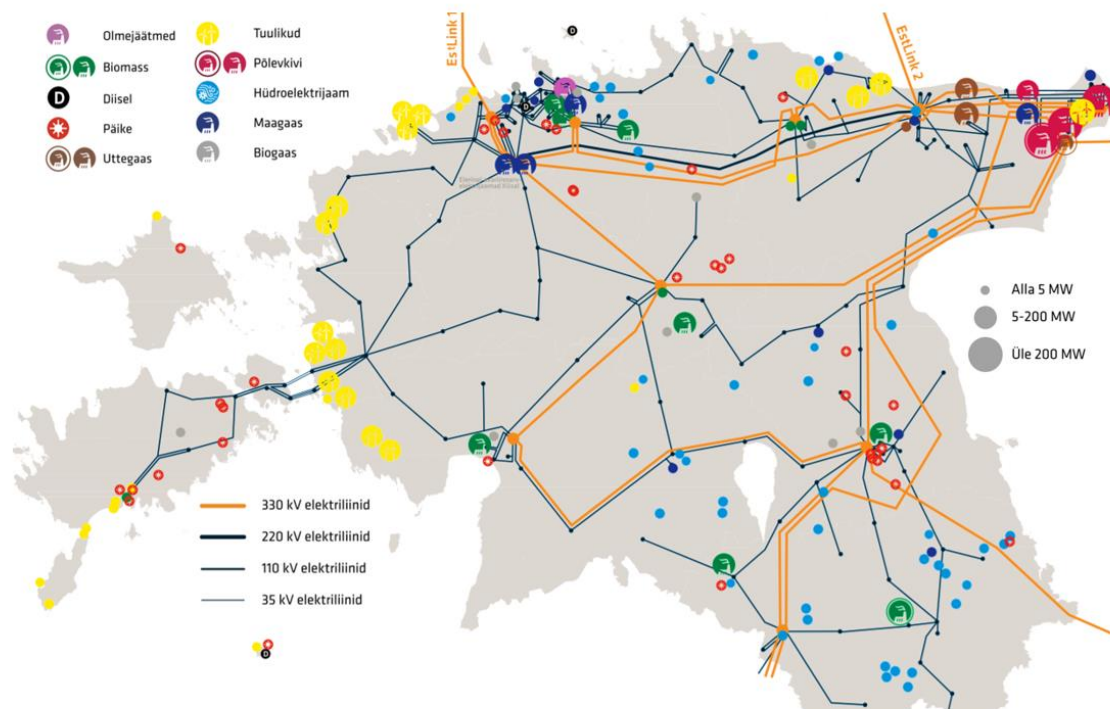 Olmejäätmed
Biomass
Diisel
Päike
Uttegaas
Tuulikud
Põlevkivi
Hüdroelektrijaam
Maagaas
Biogaas
EstLink 1
EstLink 2
D
D
D
D
Alla 5 MW
5-200 MW
Üle 200 MW
330 kV elektriliinid
220 kV elektriliinid
110 kV elektriliinid
35 kV elektriliinid